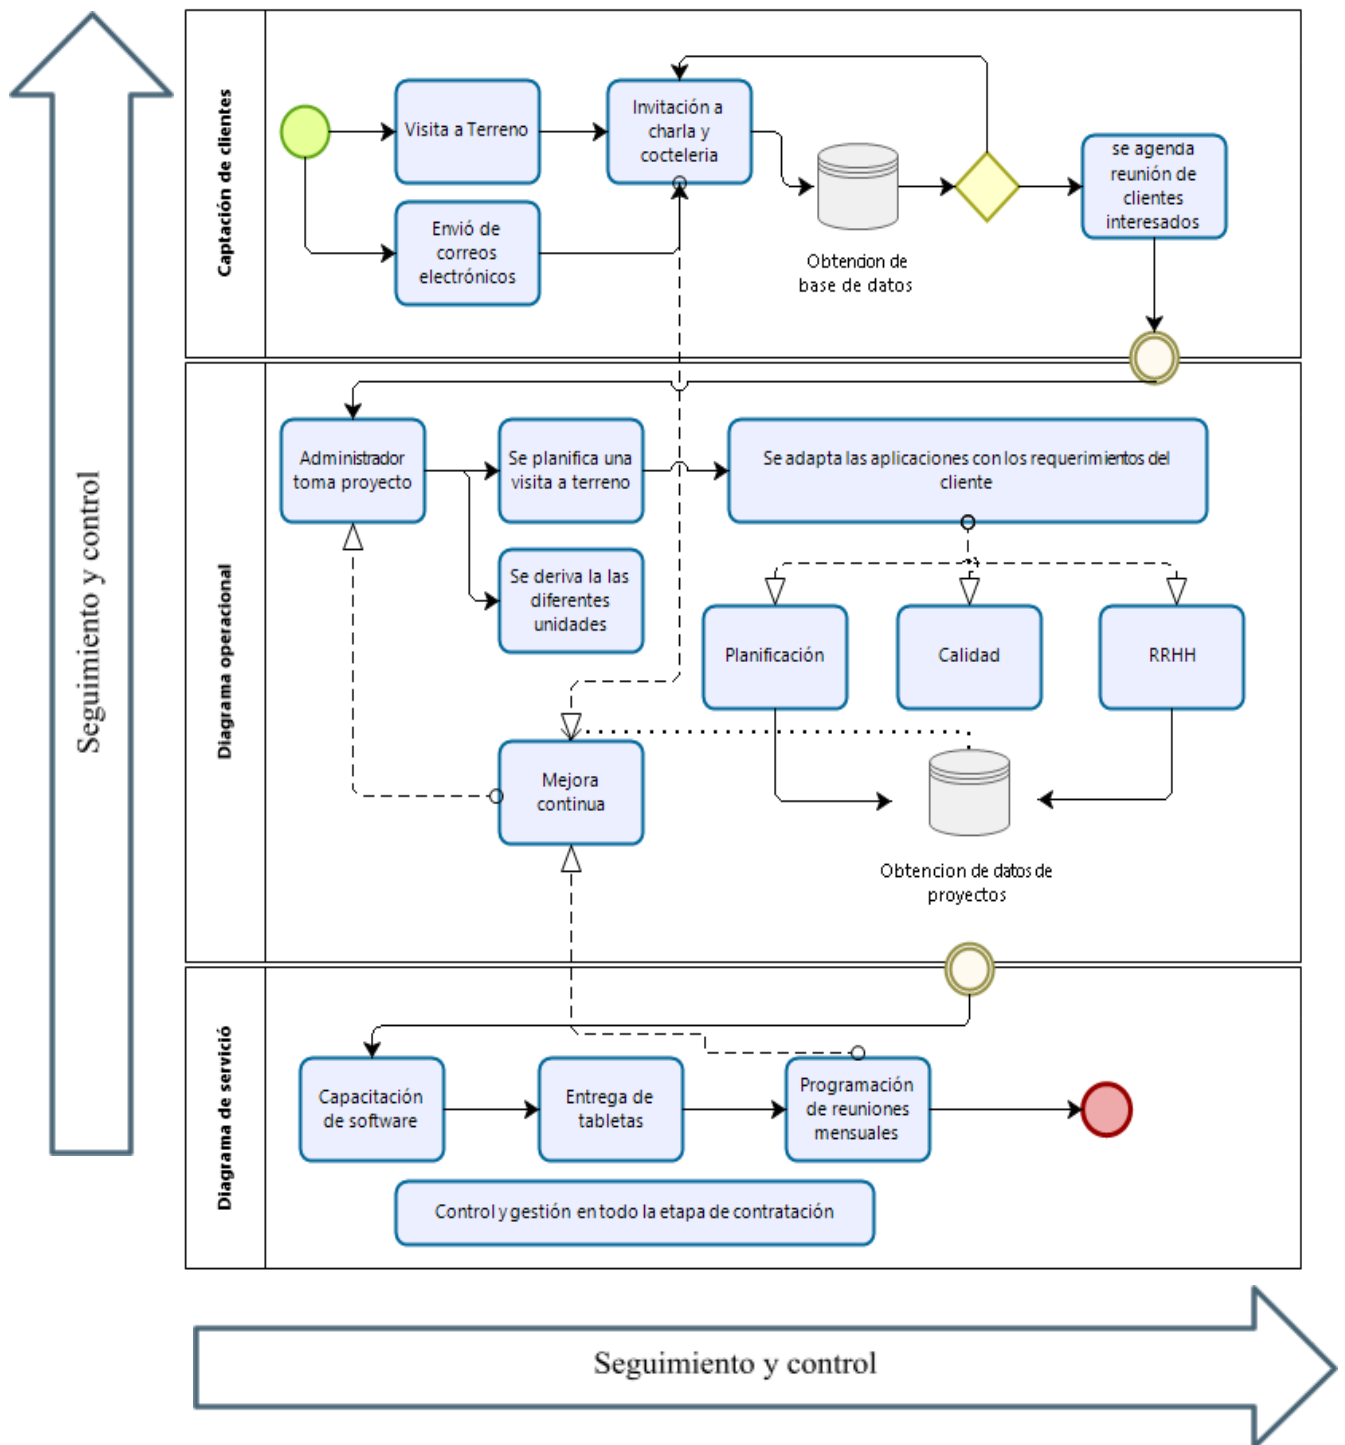 Seguimiento y control
Captación de clientes
Visita a Terreno
Invitación a
charla y
cocteleria
Envió de
correos
electrónicos
Obtencion de
base de datos
se agenda
reunión de
clientes
interesados
Diagrama operacional
Administrador
toma proyecto
Se planifica una
visita a terreno
Se adapta las aplicaciones con los requerimientos del
cliente
Se deriva la las
diferentes
unidades
Planificación
Calidad
RRHH
Mejora
continua
Obtencion de datos de
proyectos
Diagrama de servició
Capacitación
de software
Entrega de
tabletas
Programación
de reuniones
mensuales
Control y gestión en todo la etapa de contratación
Seguimiento y control